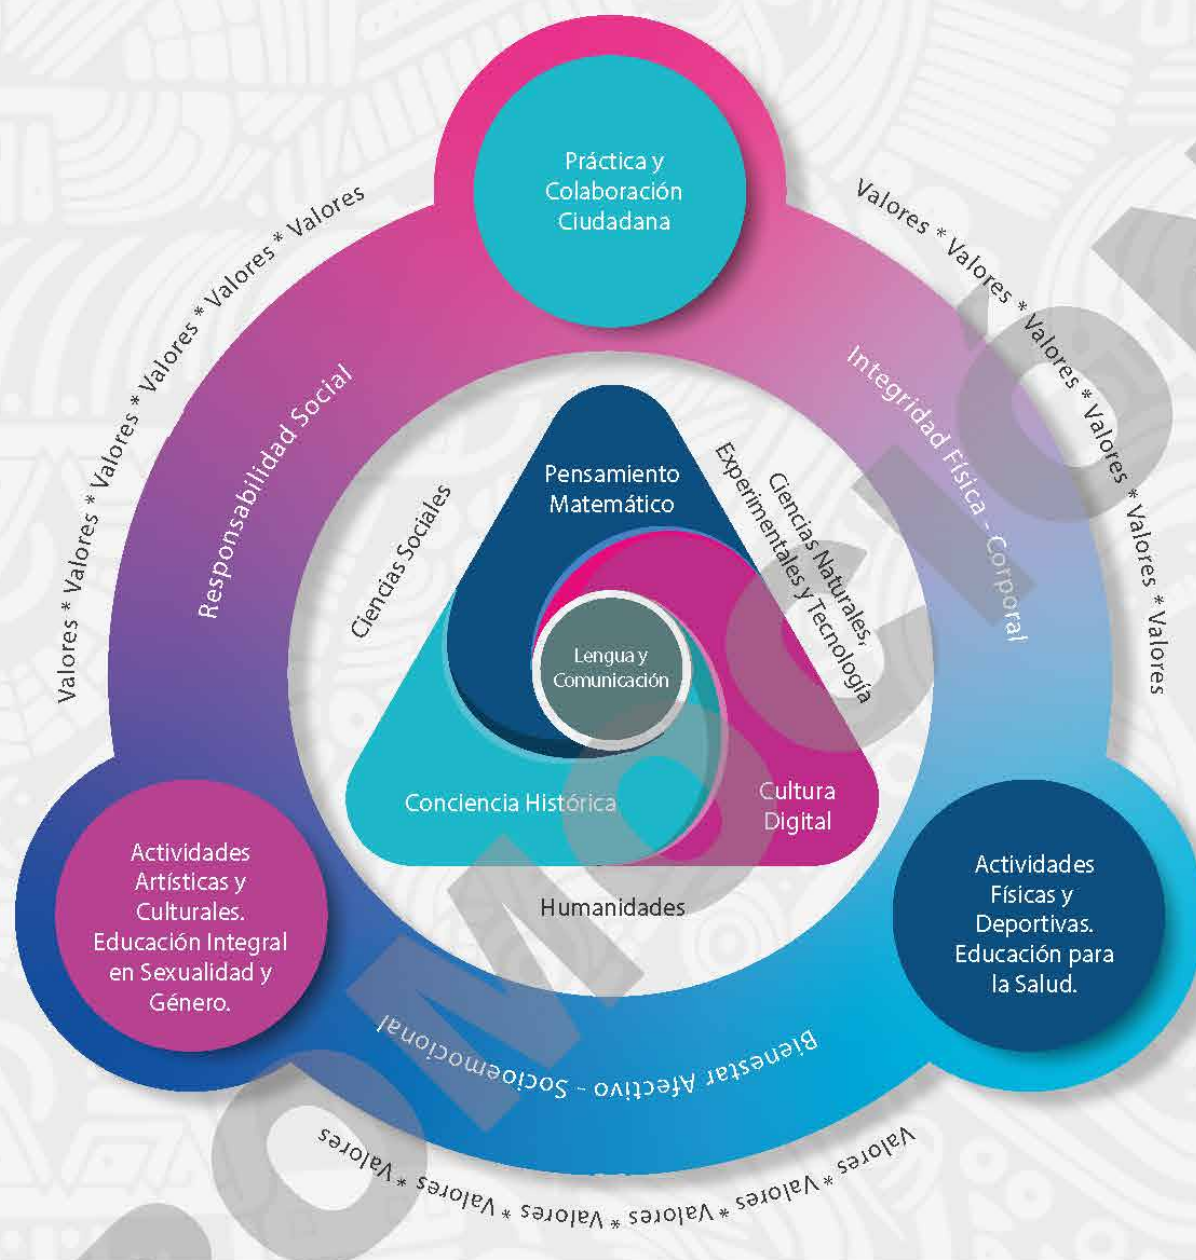 Práctica y
Colaboración
Ciudadana
Valores * Valores * Valores * Valores * Valores * Valores
Valores * Valores * Valores * Valores * Valores * Valores
Responsabilidad Social
Integridad Física - Corporal
Ciencias Sociales
Ciencias Naturales,
Experimentales y Tecnología
Pensamiento
Matemático
Lengua y
Comunicación
Conciencia Histórica
Cultura
Digital
Humanidades
Actividades
Artísticas y
Culturales.
Educación Integral
en Sexualidad y
Género.
Actividades
Físicas y
Deportivas.
Educación para
la Salud.
Bienestar Afectivo - Socioemocional
Valores * Valores * Valores * Valores * Valores